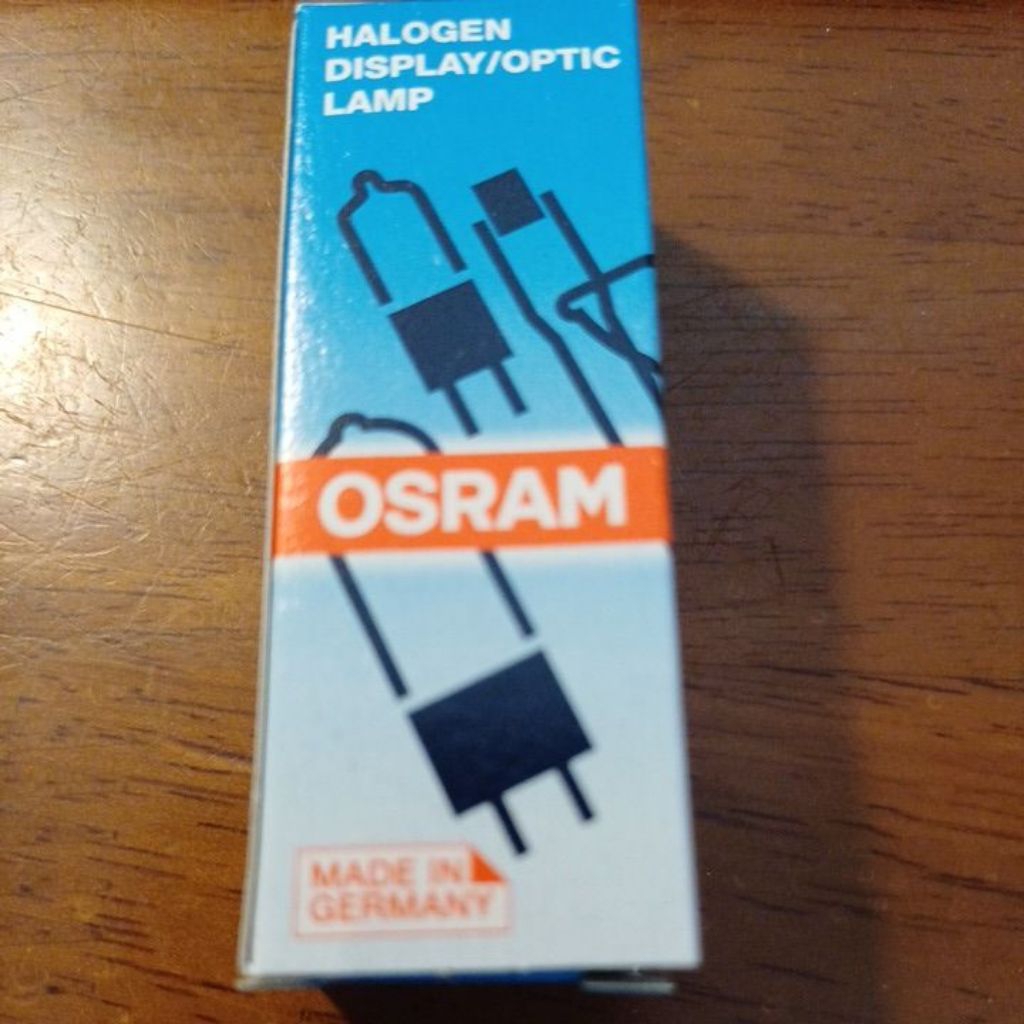 HALOGEN
DISPLAY/OPTIC
LAMP
OSRAM
MADE IN
GERMANY